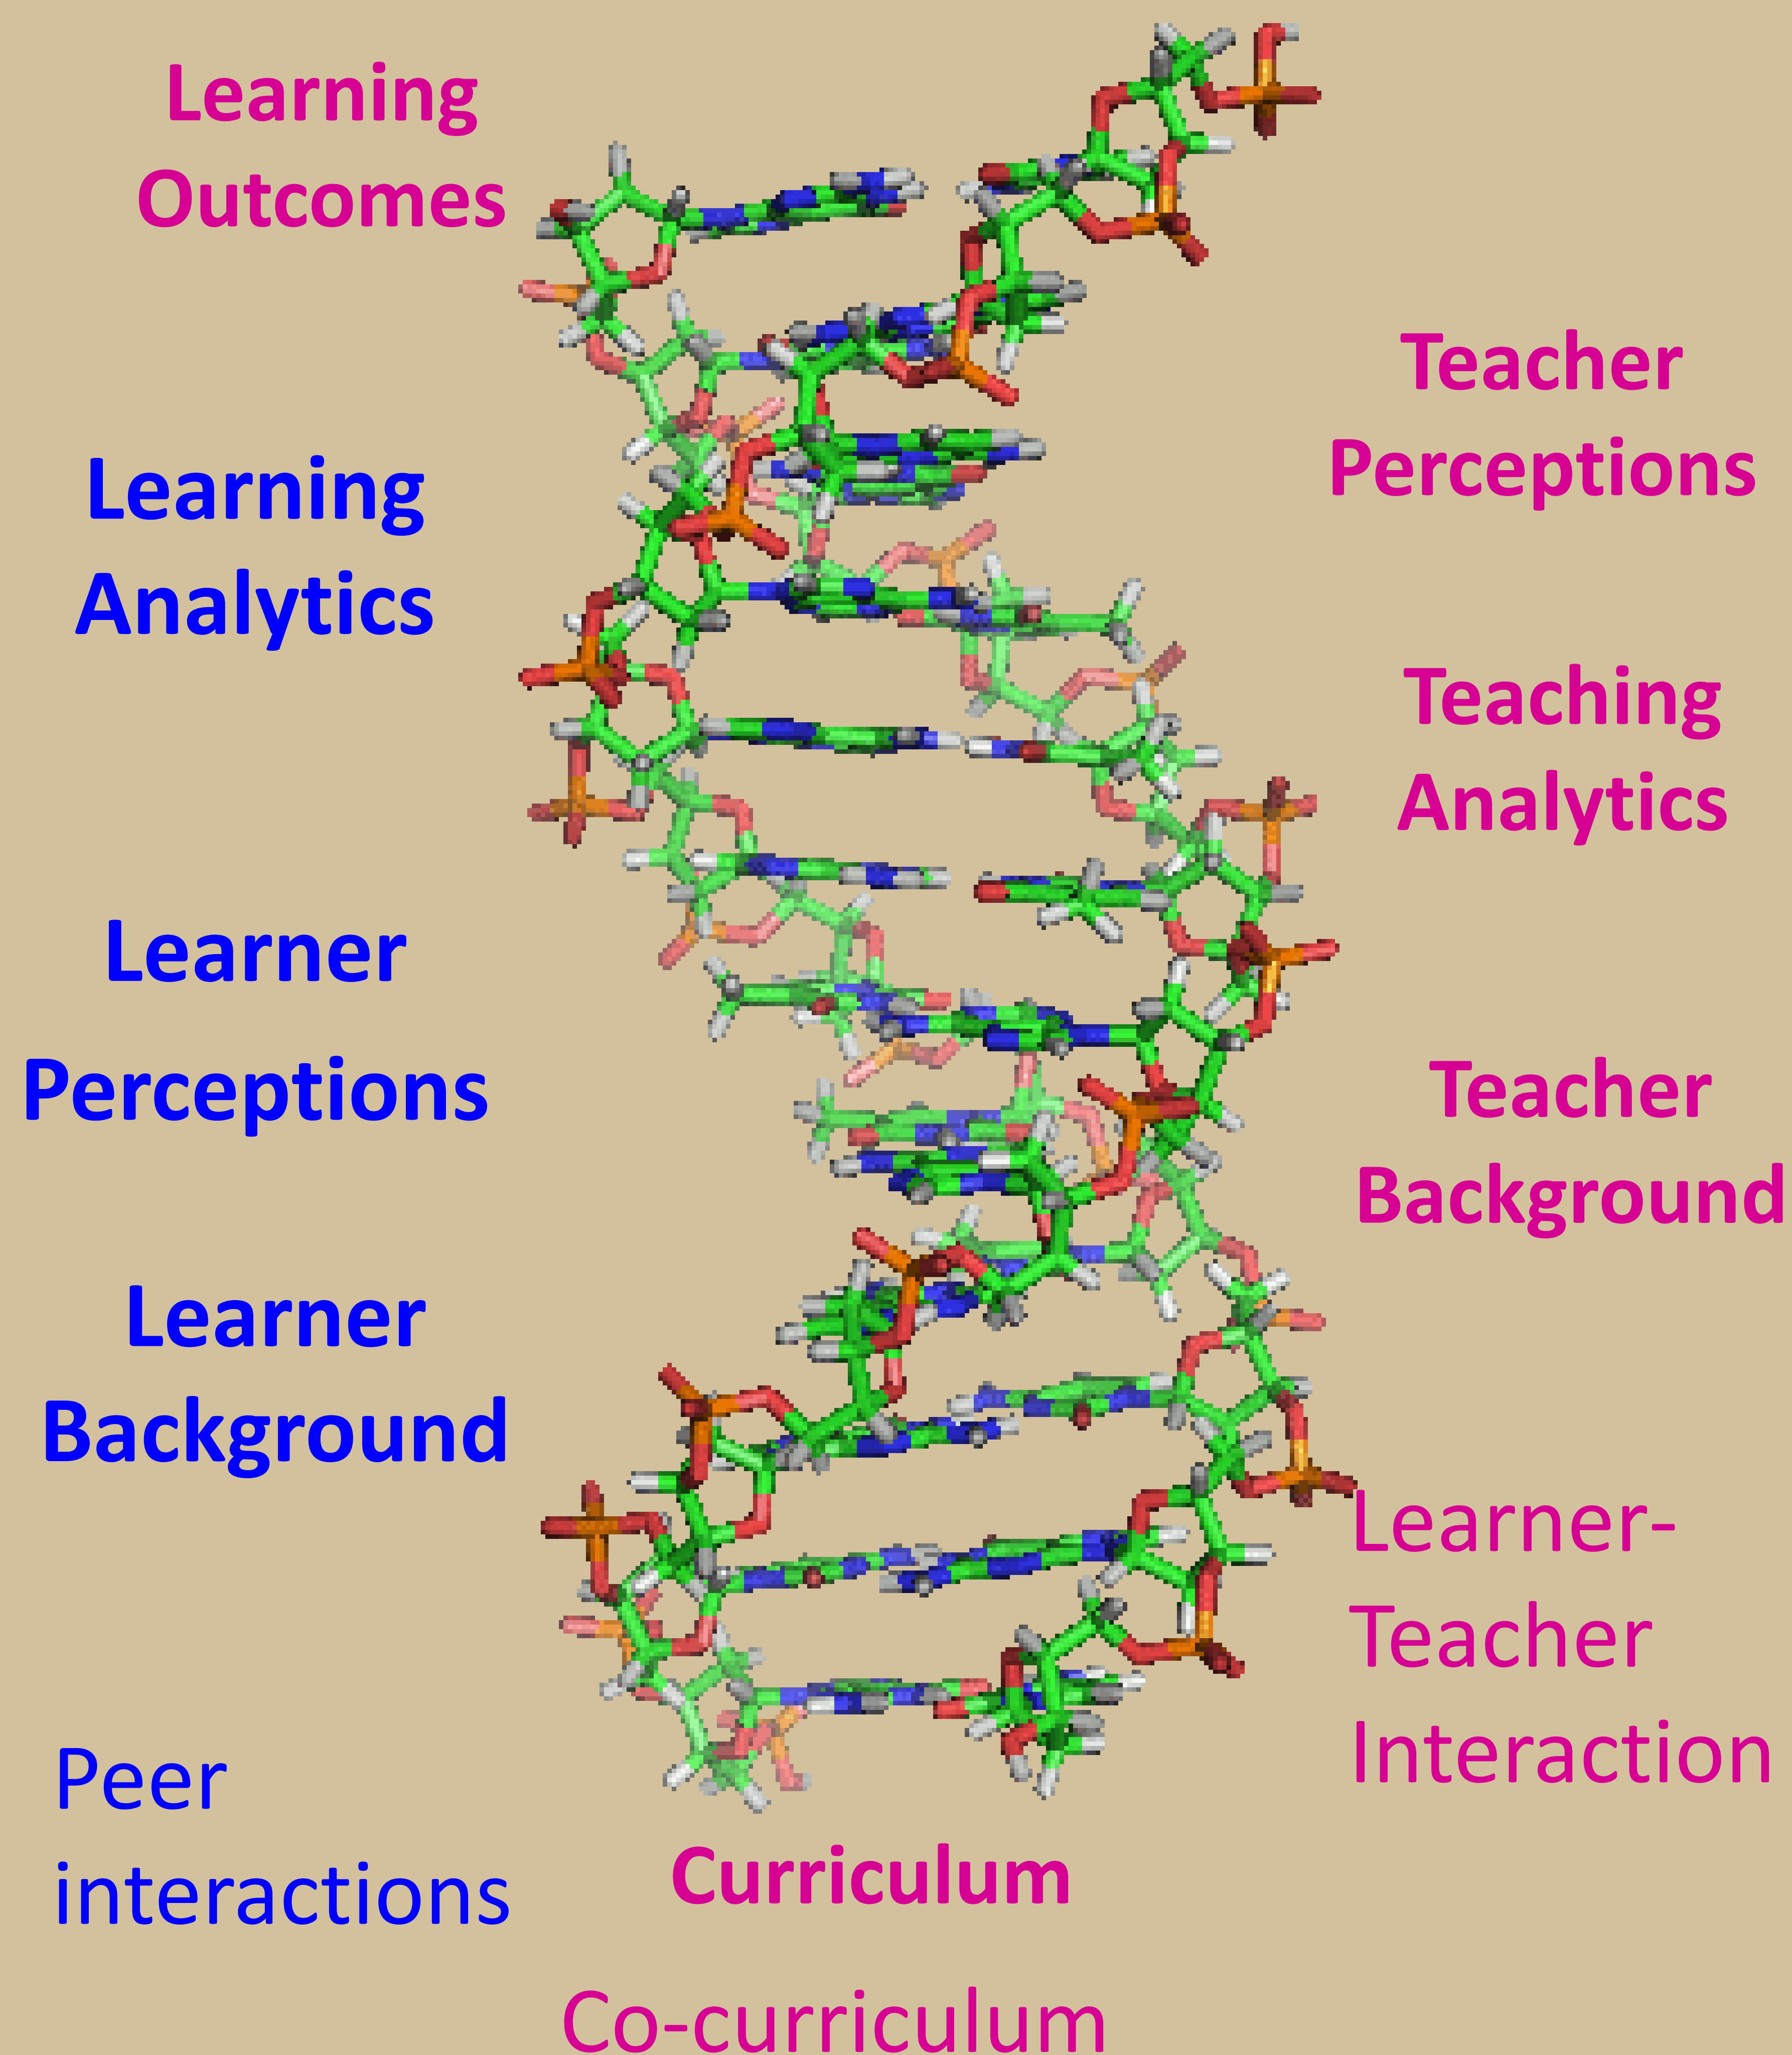 Learning
Outcomes
Teacher
Perceptions
Learning
Analytics
Teaching
Analytics
Learner
Perceptions
Teacher
Background
Learner
Background
Learner-
Teacher
Interaction
Peer
interactions
Curriculum
Co-curriculum